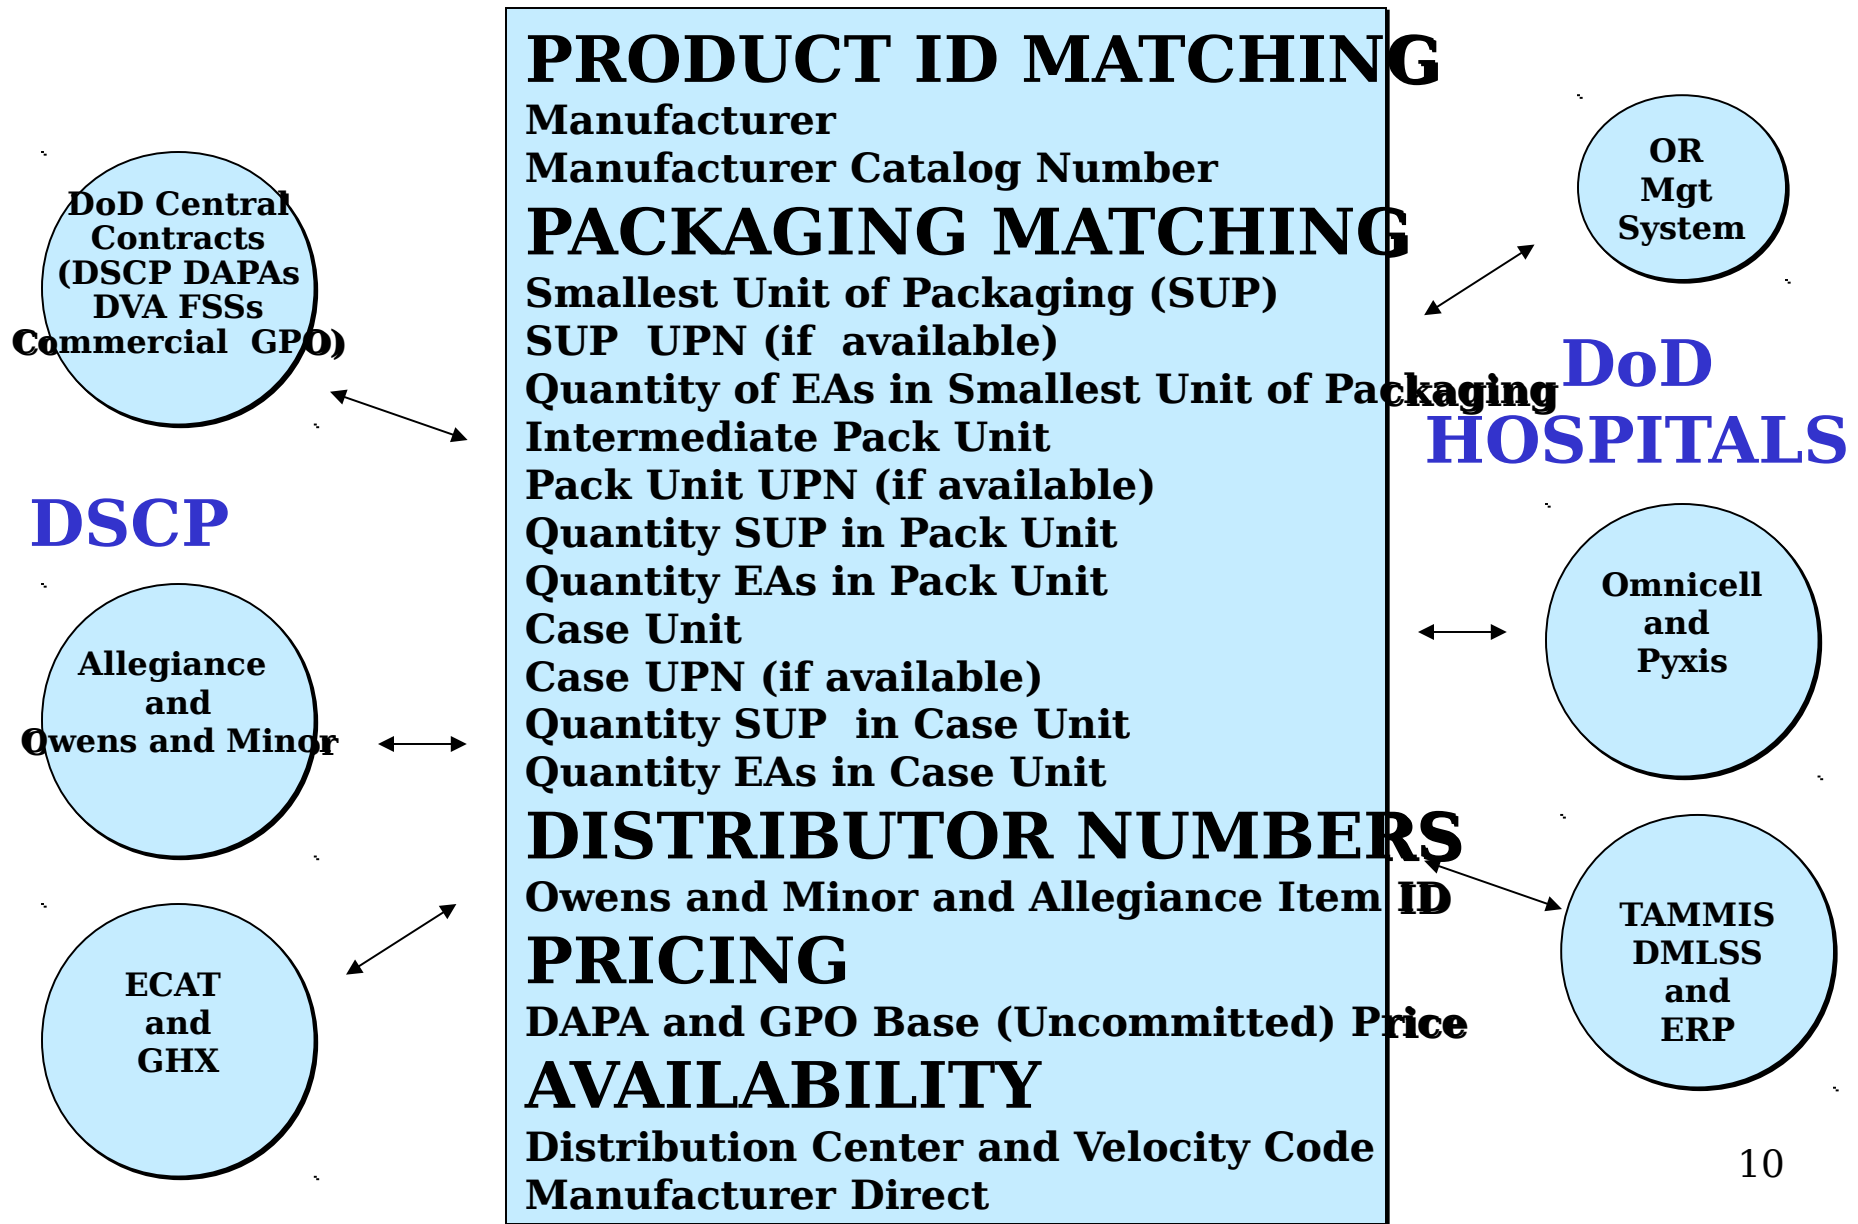 DoD Central
Contracts
(DSCP DAPAs
DVA FSSs
Commercial  GPO)
DSCP
Allegiance
and
Owens and Minor
ECAT
and
GHX
PRODUCT ID MATCHING
Manufacturer
Manufacturer Catalog Number
PACKAGING MATCHING
Smallest Unit of Packaging (SUP)
SUP  UPN (if  available)
Quantity of EAs in Smallest Unit of Packaging
Intermediate Pack Unit
Pack Unit UPN (if available)
Quantity SUP in Pack Unit
Quantity EAs in Pack Unit
Case Unit
Case UPN (if available)
Quantity SUP  in Case Unit
Quantity EAs in Case Unit
DISTRIBUTOR NUMBERS
Owens and Minor and Allegiance Item ID
PRICING
DAPA and GPO Base (Uncommitted) Price
AVAILABILITY
Distribution Center and Velocity Code
Manufacturer Direct
OR
Mgt
System
DoD
HOSPITALS
Omnicell
and
Pyxis
TAMMIS
DMLSS
and
ERP
10